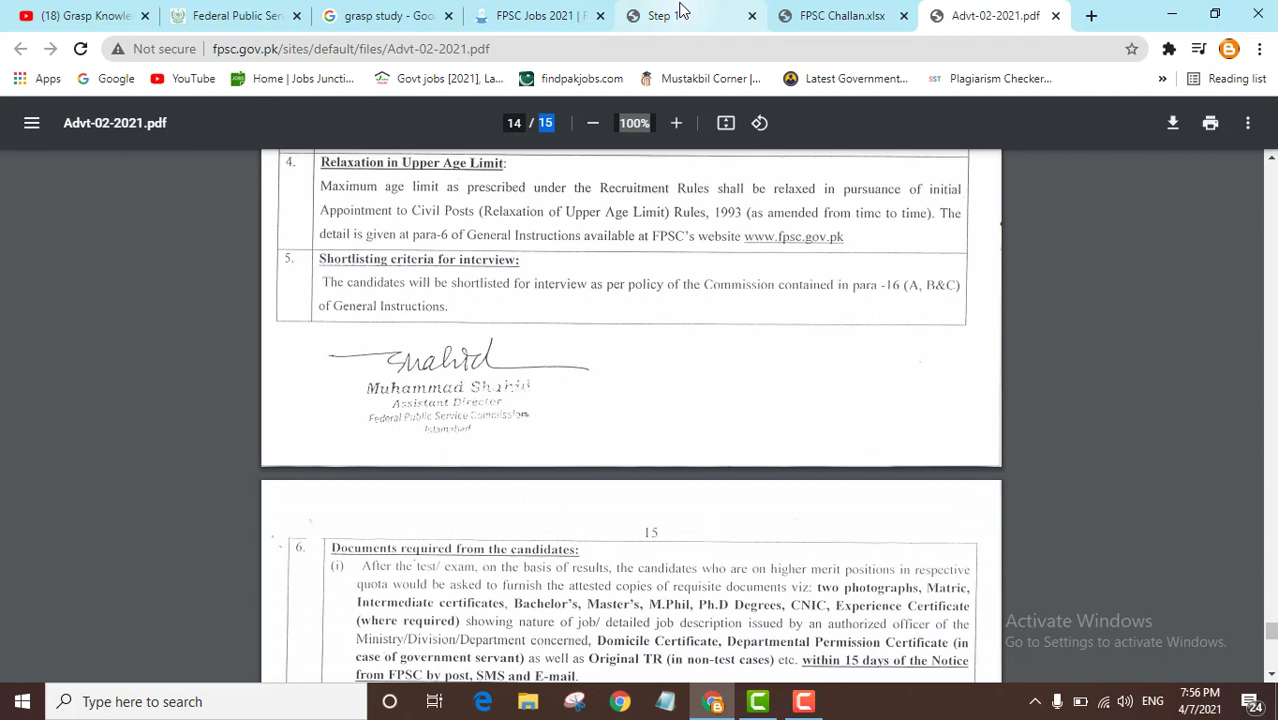 (18) Grasp Knowle
Federal Public Ser
grasp study - Goo
FPSC Jobs 2021 | F
Step 1
FPSC Challan.xlsx
Advt-02-2021.pdf
Not secure
fpsc.gov.pk/sites/default/files/Advt-02-2021.pdf
Apps
Google
YouTube
Home | Jobs Juncti...
Govt jobs [2021], La...
findpakjobs.com
Mustakbil Corner |...
Latest Government...
SST
Plagiarism Checker...
»
Reading list
Advt-02-2021.pdf
14 / 15
100%
4. Relaxation in Upper Age Limit:
Maximum age limit as prescribed under the Recruitment Rules shall be relaxed in pursuance of initial
Appointment to Civil Posts (Relaxation of Upper Age Limit) Rules, 1993 (as amended from time to time). The
detail is given at para-6 of General Instructions available at FPSC's website www.fpsc.gov.pk
5. Shortlisting criteria for interview:
The candidates will be shortlisted for interview as per policy of the Commission contained in para -16 (A, B&C)
of General Instructions.
Shahid
Muhammad Shahid
Assistant Director
Federal Public Service Commission
Islamabad
15
6. Documents required from the candidates:
(i) After the test/ exam, on the basis of results, the candidates who are on higher merit positions in respective
quota would be asked to furnish the attested copies of requisite documents viz: two photographs, Matric,
Intermediate certificates, Bachelor's, Master's, M.Phil, Ph.D Degrees, CNIC, Experience Certificate
(where required) showing nature of job/ detailed job description issued by an authorized officer of the
Ministry/Division/Department concerned, Domicile Certificate, Departmental Permission Certificate (in
case of government servant) as well as Original TR (in non-test cases) etc. within 15 days of the Notice
from FPSC by post, SMS and E-mail.
Activate Windows
Go to Settings to activate Windows.
Type here to search
ENG
7:56 PM
4/7/2021
24